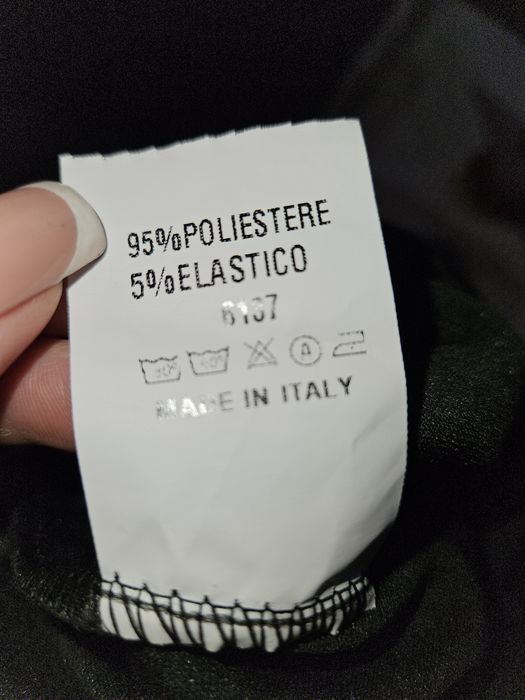 95%POLIESTERE
5%ELASTICO
6137
MADE IN ITALY